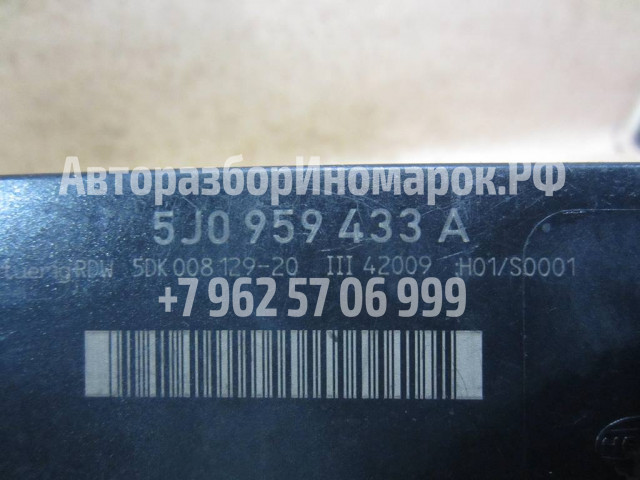 АвторазборИномарок.РФ
5J0 959 433 A
RDW 5DK 008 129-20 III 42009 H01/S0001
+7 962 57 06 999